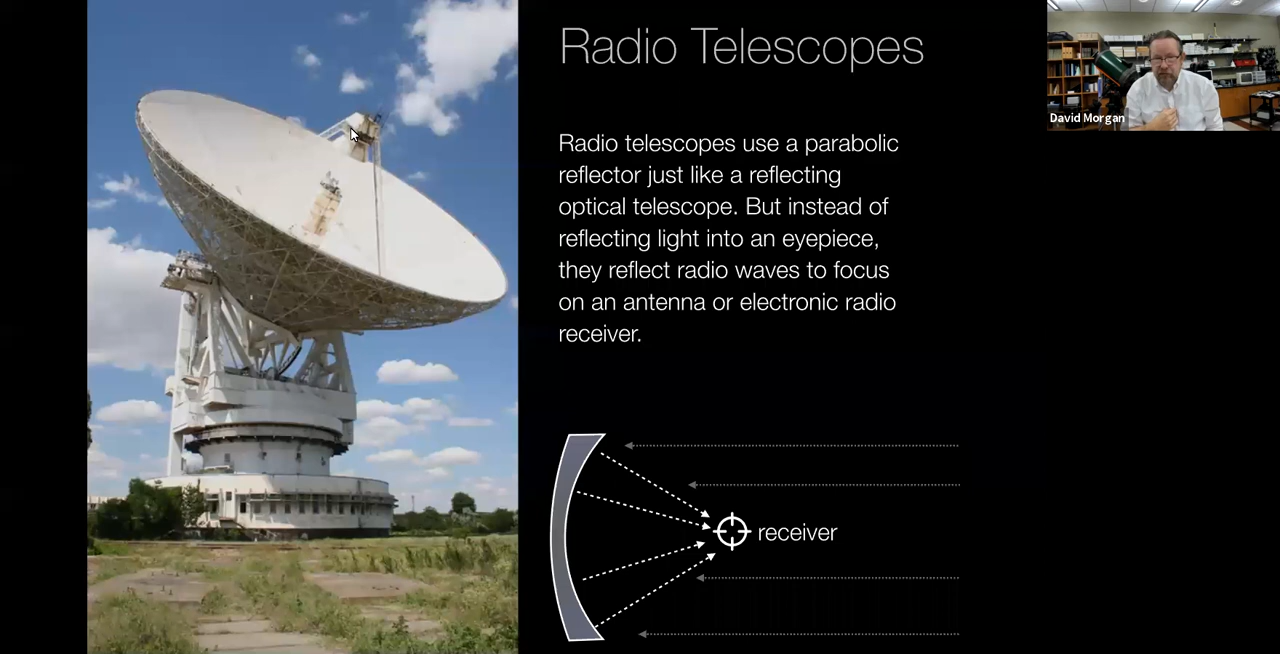 Radio Telescopes
David Morgan
Radio telescopes use a parabolic
reflector just like a reflecting
optical telescope. But instead of
reflecting light into an eyepiece,
they reflect radio waves to focus
on an antenna or electronic radio
receiver.
receiver